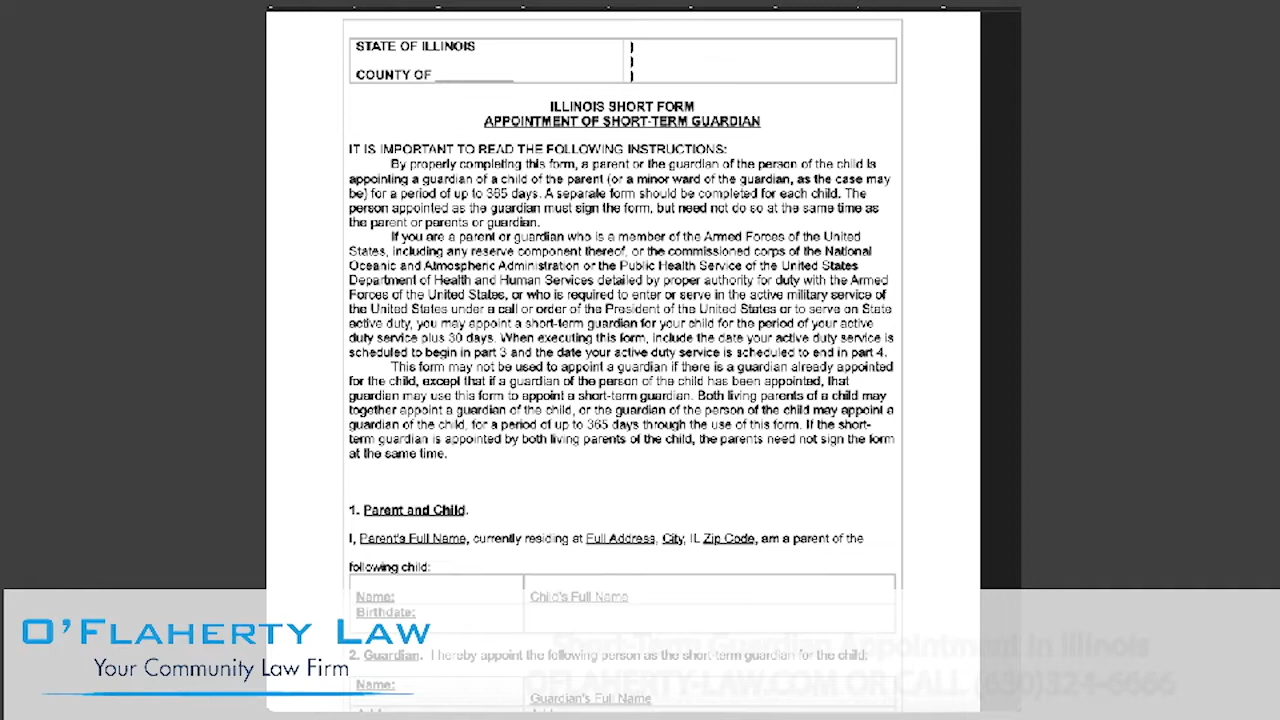 STATE OF ILLINOIS
COUNTY OF __________
)
)
)
ILLINOIS SHORT FORM
APPOINTMENT OF SHORT-TERM GUARDIAN
IT IS IMPORTANT TO READ THE FOLLOWING INSTRUCTIONS:
By properly completing this form, a parent or the guardian of the person of the child is
appointing a guardian of a child of the parent (or a minor ward of the guardian, as the case may
be) for a period of up to 365 days. A separate form should be completed for each child. The
person appointed as the guardian must sign the form, but need not do so at the same time as
the parent or parents or guardian.
If you are a parent or guardian who is a member of the Armed Forces of the United
States, including any reserve component thereof, or the commissioned corps of the National
Oceanic and Atmospheric Administration or the Public Health Service of the United States
Department of Health and Human Services detailed by proper authority for duty with the Armed
Forces of the United States, or who is required to enter or serve in the active military service of
the United States under a call or order of the President of the United States or to serve on State
active duty, you may appoint a short-term guardian for your child for the period of your active
duty service plus 30 days. When executing this form, include the date your active duty service is
scheduled to begin in part 3 and the date your active duty service is scheduled to end in part 4.
This form may not be used to appoint a guardian if there is a guardian already appointed
for the child, except that if a guardian of the person of the child has been appointed, that
guardian may use this form to appoint a short-term guardian. Both living parents of a child may
together appoint a guardian of the child, or the guardian of the person of the child may appoint a
guardian of the child, for a period of up to 365 days through the use of this form. If the short-
term guardian is appointed by both living parents of the child, the parents need not sign the form
at the same time.
1. Parent and Child.
I, Parent's Full Name, currently residing at Full Address, City, IL Zip Code, am a parent of the
following child:
Name: Child's Full Name
Birthdate:
O'FLAHERTY LAW
Your Community Law Firm
Short-Term Guardian Appointment in Illinois
2. Guardian. I hereby appoint the following person as the short-term guardian for the child:
OFLAHERTY-LAW.COM OR CALL (630)
Name: Guardian's Full Name